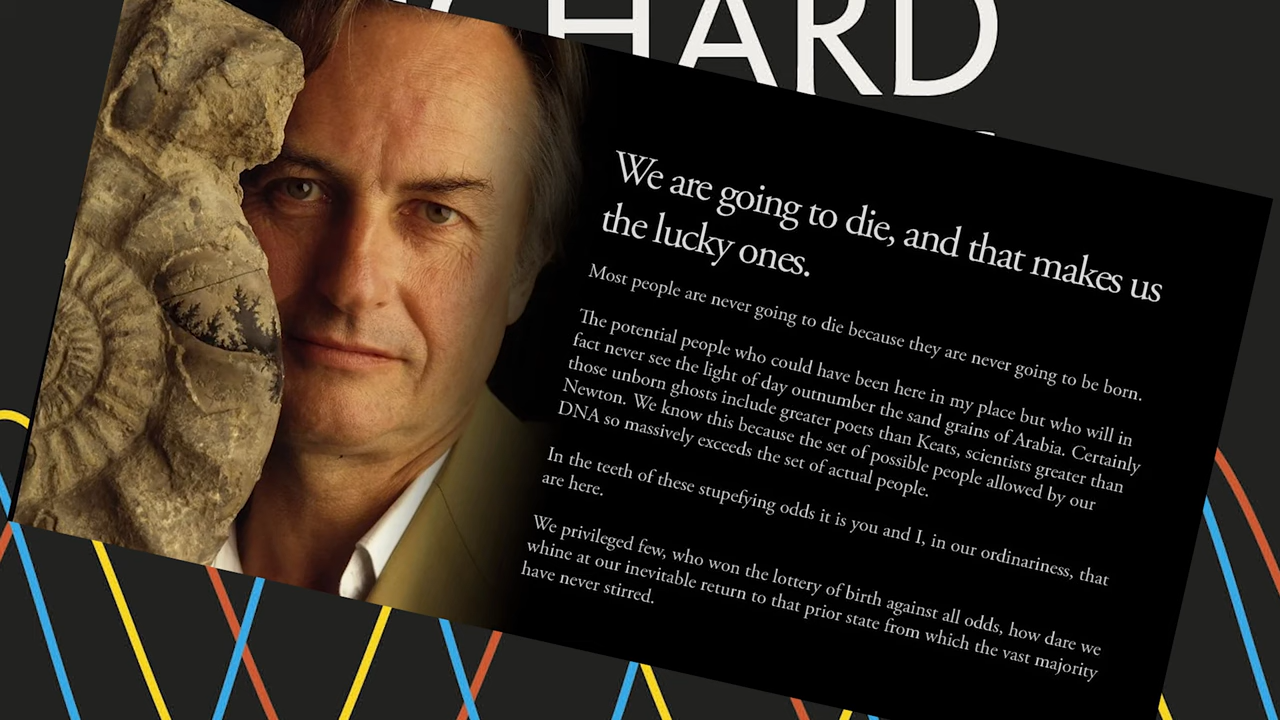 CHARD
We are going to die, and that makes us
the lucky ones.
Most people are never going to die because they are never going to be born.
The potential people who could have been here in my place but who will in
fact never see the light of day outnumber the sand grains of Arabia. Certainly
those unborn ghosts include greater poets than Keats, scientists greater than
Newton. We know this because the set of possible people allowed by our
DNA so massively exceeds the set of actual people.
In the teeth of these stupefying odds it is you and I, in our ordinariness, that
are here.
We privileged few, who won the lottery of birth against all odds, how dare we
whine at our inevitable return to that prior state from which the vast majority
have never stirred.